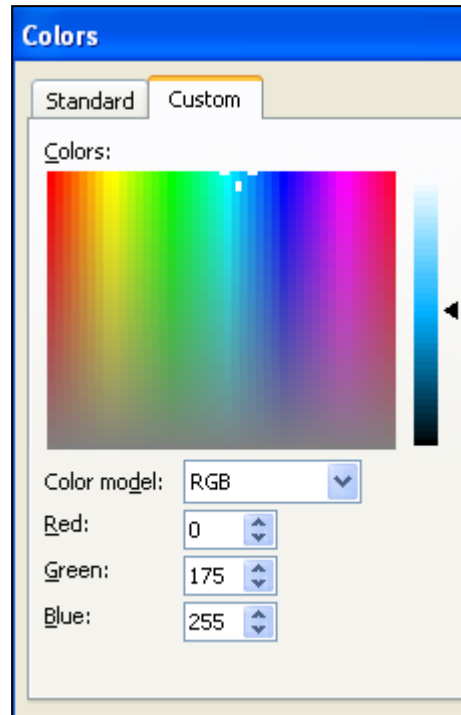 Colors
Standard Custom
Colors:
Color model: RGB
Red: 0
Green: 175
Blue: 255